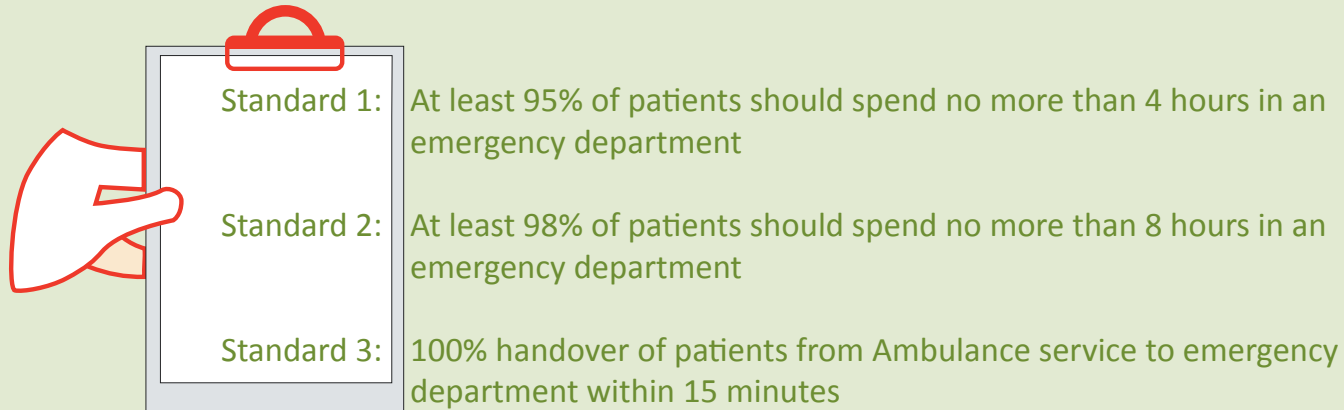 Standard 1: At least 95% of patients should spend no more than 4 hours in an
emergency department
Standard 2: At least 98% of patients should spend no more than 8 hours in an
emergency department
Standard 3: 100% handover of patients from Ambulance service to emergency
department within 15 minutes